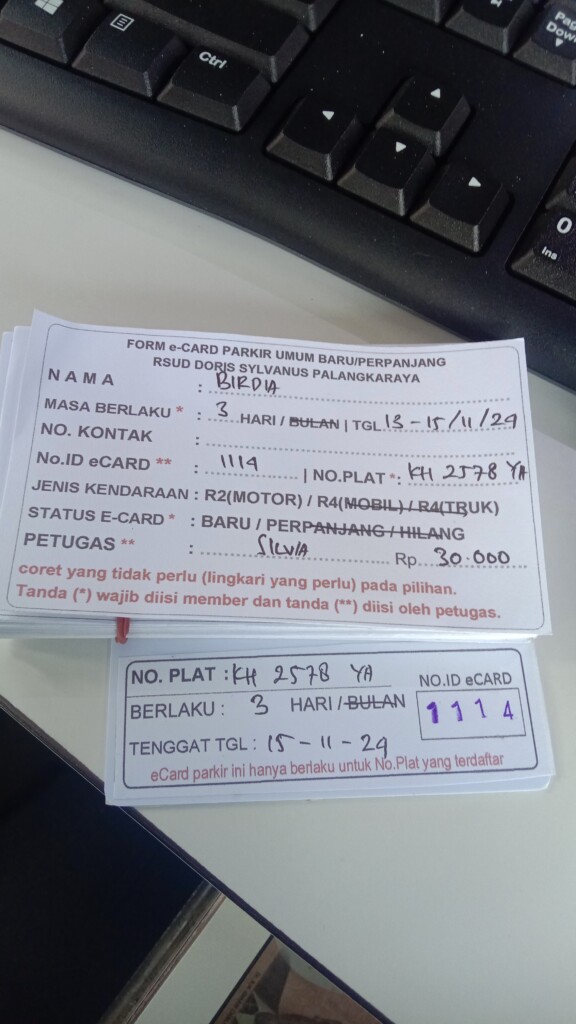 Ctrl
Page
Down
0
Ins
FORM e-CARD PARKIR UMUM BARU/PERPANJANG
RSUD DORIS SYLVANUS PALANGKARAYA
NAMA : BIRDIA
MASA BERLAKU * : 3 HARI / BULAN | TGL 13 - 15/11/24
NO. KONTAK :
No.ID eCARD ** : 1114 | NO.PLAT *: KH 2578 YA
JENIS KENDARAAN : R2(MOTOR) / R4(MOBIL) / R4(TRUK)
STATUS E-CARD * : BARU / PERPANJANG / HILANG
PETUGAS ** : SILVIA Rp 30.000
coret yang tidak perlu (lingkari yang perlu) pada pilihan.
Tanda (*) wajib diisi member dan tanda (**) diisi oleh petugas.
NO. PLAT : KH 2578 YA NO.ID eCARD
BERLAKU : 3 HARI / BULAN 1114
TENGGAT TGL : 15 - 11 - 24
eCard parkir ini hanya berlaku untuk No.Plat yang terdaftar